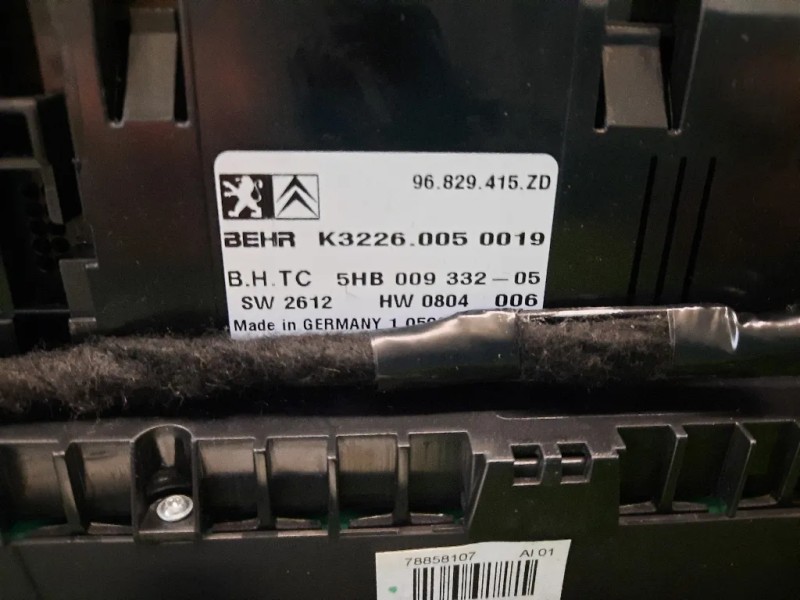 96.829.415.ZD
BEHR K3226.005 0019
B.H.TC 5HB 009 332-05
SW 2612 HW 0804 006
Made in GERMANY
78858107 AI 01